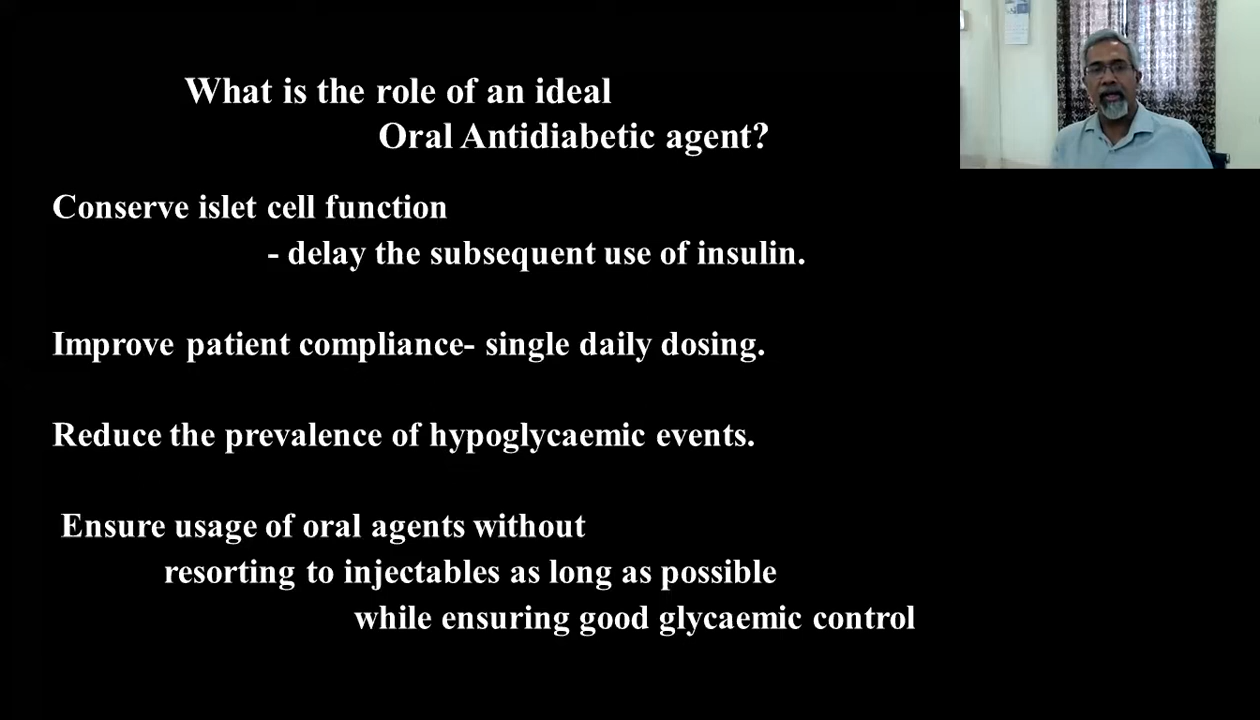 What is the role of an ideal
Oral Antidiabetic agent?
Conserve islet cell function
- delay the subsequent use of insulin.
Improve patient compliance- single daily dosing.
Reduce the prevalence of hypoglycaemic events.
Ensure usage of oral agents without
resorting to injectables as long as possible
while ensuring good glycaemic control